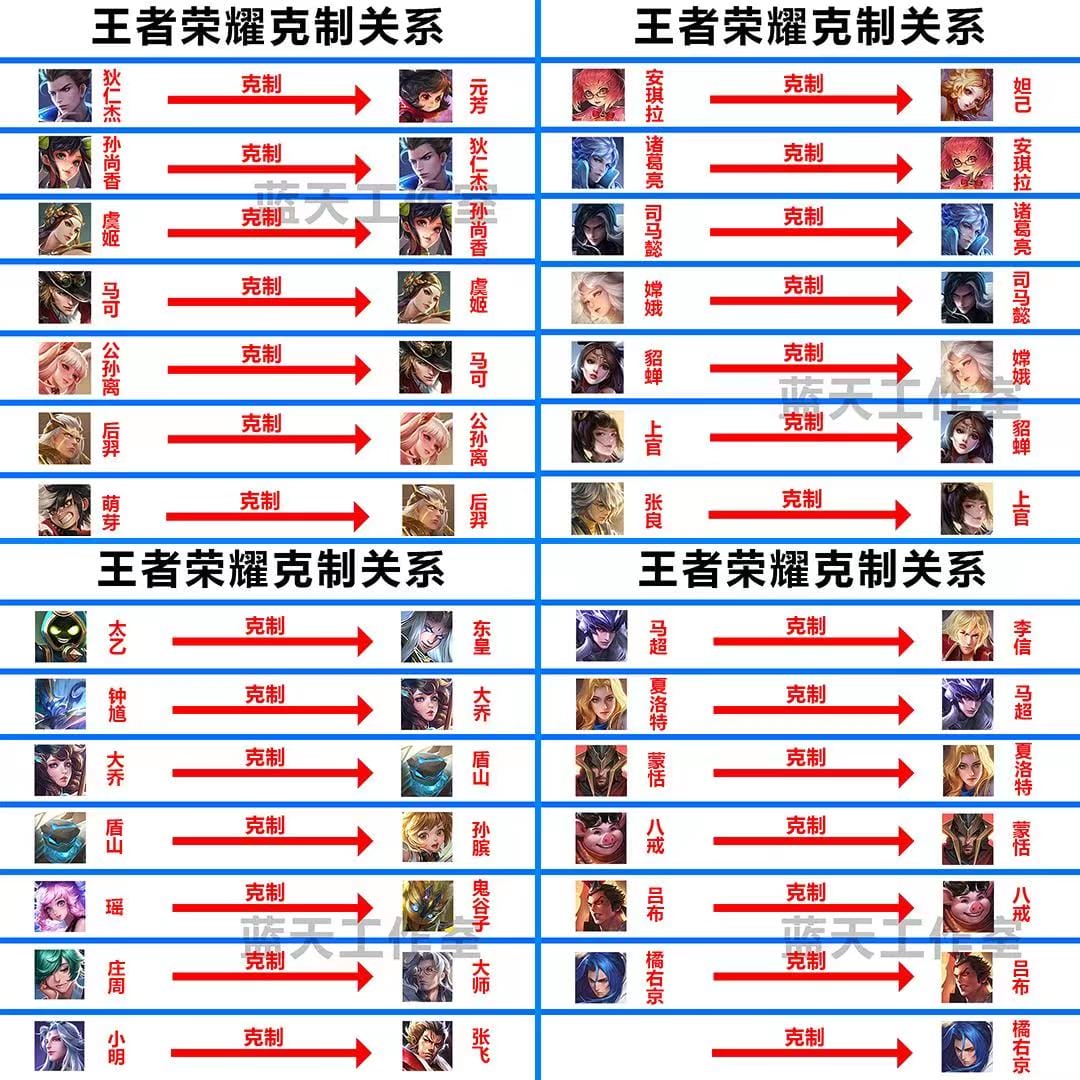 王者荣耀克制关系
狄仁杰 克制 元芳
孙尚香 克制 狄仁杰
虞姬 克制 孙尚香
马可 克制 虞姬
公孙离 克制 马可
后羿 克制 公孙离
萌芽 克制 后羿
蓝天工作室
王者荣耀克制关系
安琪拉 克制 妲己
诸葛亮 克制 安琪拉
司马懿 克制 诸葛亮
嫦娥 克制 司马懿
貂蝉 克制 嫦娥
上官 克制 貂蝉
张良 克制 上官
蓝天工作室
王者荣耀克制关系
太乙 克制 东皇
钟馗 克制 大乔
大乔 克制 盾山
盾山 克制 孙膑
瑶 克制 鬼谷子
庄周 克制 大师
小明 克制 张飞
蓝天工作室
王者荣耀克制关系
马超 克制 李信
夏洛特 克制 马超
蒙恬 克制 夏洛特
八戒 克制 蒙恬
吕布 克制 八戒
橘右京 克制 吕布
克制 橘右京
蓝天工作室